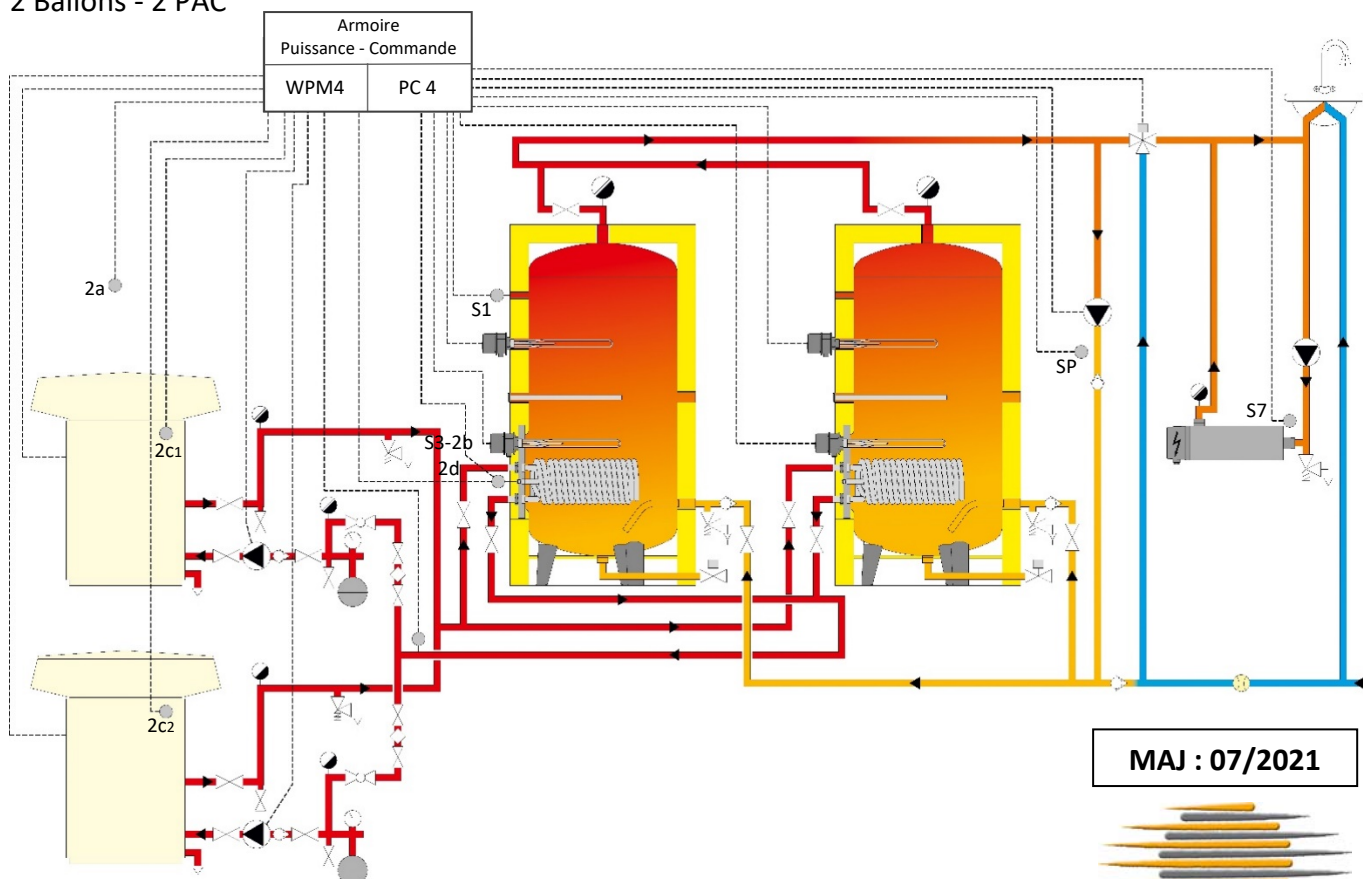 2 Ballons - 2 PAC
Armoire
Puissance - Commande
WPM4 PC 4
2a
S1
SP
2c1
S3-2b
S7
2d
2c2
MAJ : 07/2021